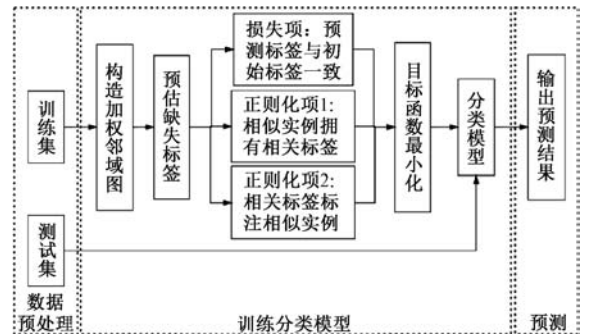 训练集
测试集
数据
预处理
构造加权邻域图
预估缺失标签
损失项：预
测标签与初
始标签一致
正则化项1:
相似实例拥
有相关标签
正则化项2:
相关标签标
注相似实例
目标函数最小化
分类模型
训练分类模型
输出预测结果
预测